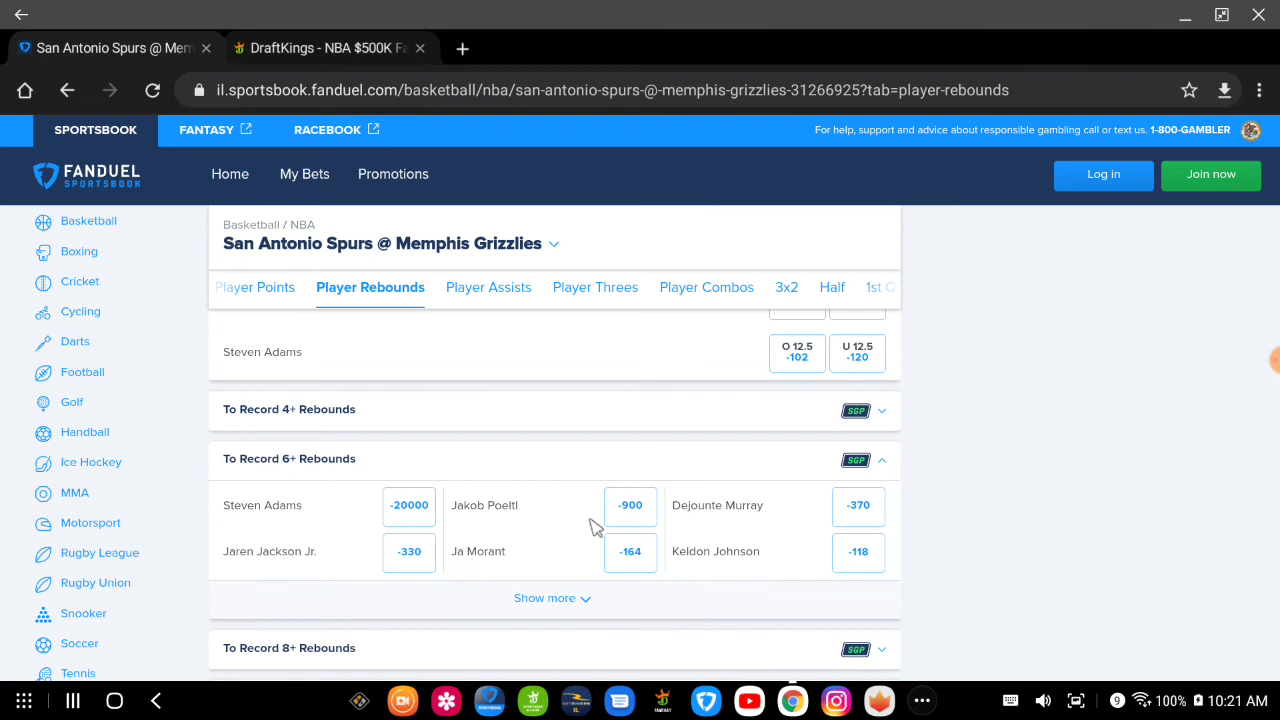 San Antonio Spurs @ Mem
DraftKings - NBA $500K Fa
il.sportsbook.fanduel.com/basketball/nba/san-antonio-spurs-@-memphis-grizzlies-31266925?tab=player-rebounds
SPORTSBOOK FANTASY RACEBOOK For help, support and advice about responsible gambling call or text us. 1-800-GAMBLER
FANDUEL
SPORTSBOOK
Home My Bets Promotions Log in Join now
Basketball
Boxing
Cricket
Cycling
Darts
Football
Golf
Handball
Ice Hockey
MMA
Motorsport
Rugby League
Rugby Union
Snooker
Soccer
Tennis
Basketball / NBA
San Antonio Spurs @ Memphis Grizzlies
Player Points Player Rebounds Player Assists Player Threes Player Combos 3x2 Half 1st Q
Steven Adams O 12.5 -102 U 12.5 -120
To Record 4+ Rebounds SGP
To Record 6+ Rebounds SGP
Steven Adams -20000 Jakob Poeltl -900 Dejounte Murray -370
Jaren Jackson Jr. -330 Ja Morant -164 Keldon Johnson -118
Show more
To Record 8+ Rebounds SGP
9 100% 10:21 AM